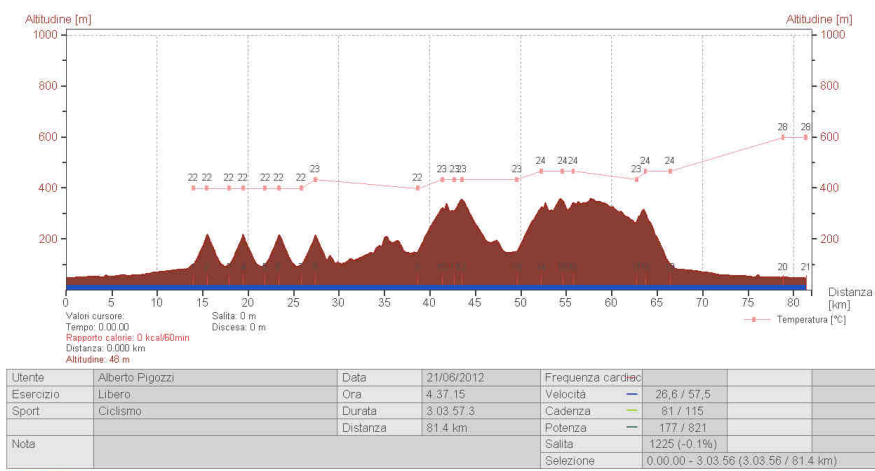 Altitudine [m] Altitudine [m]
1000 1000
800 800
600 600
400 400
200 200
22 22 22 22 22 22 22 23 22 23 23 23 23 24 24 24 23 24 24 28 28
20 21
0 5 10 15 20 25 30 35 40 45 50 55 60 65 70 75 80
Distanza
[km]
Valori cursore: Salita: 0 m
Tempo: 0.00.00 Discesa: 0 m
Rapporto calorie: 0 kcal/60min
Distanza: 0.000 km
Altitudine: 48 m
Temperatura [°C]
Utente Alberto Pigozzi Data 21/06/2012 Frequenza cardiac
Esercizio Libero Ora 4.37.15 Velocità 26,6 / 57,5
Sport Ciclismo Durata 3.03.57.3 Cadenza 81 / 115
Distanza 81.4 km Potenza 177 / 821
Nota Salita 1225 (-0.1%)
Selezione 0.00.00 - 3.03.56 (3.03.56 / 81.4 km)